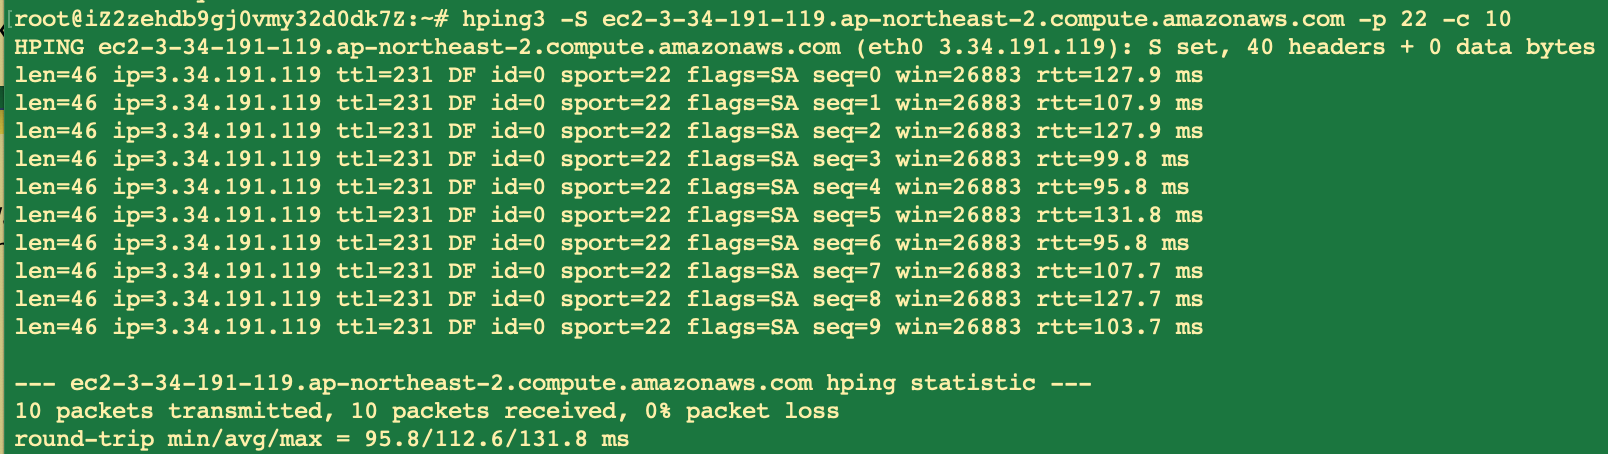 [root@iZ2zehdb9gj0vmy32d0dk7Z:~# hping3 -S ec2-3-34-191-119.ap-northeast-2.compute.amazonaws.com -p 22 -c 10
HPING ec2-3-34-191-119.ap-northeast-2.compute.amazonaws.com (eth0 3.34.191.119): S set, 40 headers + 0 data bytes
len=46 ip=3.34.191.119 ttl=231 DF id=0 sport=22 flags=SA seq=0 win=26883 rtt=127.9 ms
len=46 ip=3.34.191.119 ttl=231 DF id=0 sport=22 flags=SA seq=1 win=26883 rtt=107.9 ms
len=46 ip=3.34.191.119 ttl=231 DF id=0 sport=22 flags=SA seq=2 win=26883 rtt=127.9 ms
len=46 ip=3.34.191.119 ttl=231 DF id=0 sport=22 flags=SA seq=3 win=26883 rtt=99.8 ms
len=46 ip=3.34.191.119 ttl=231 DF id=0 sport=22 flags=SA seq=4 win=26883 rtt=95.8 ms
len=46 ip=3.34.191.119 ttl=231 DF id=0 sport=22 flags=SA seq=5 win=26883 rtt=131.8 ms
len=46 ip=3.34.191.119 ttl=231 DF id=0 sport=22 flags=SA seq=6 win=26883 rtt=95.8 ms
len=46 ip=3.34.191.119 ttl=231 DF id=0 sport=22 flags=SA seq=7 win=26883 rtt=107.7 ms
len=46 ip=3.34.191.119 ttl=231 DF id=0 sport=22 flags=SA seq=8 win=26883 rtt=127.7 ms
len=46 ip=3.34.191.119 ttl=231 DF id=0 sport=22 flags=SA seq=9 win=26883 rtt=103.7 ms
--- ec2-3-34-191-119.ap-northeast-2.compute.amazonaws.com hping statistic ---
10 packets transmitted, 10 packets received, 0% packet loss
round-trip min/avg/max = 95.8/112.6/131.8 ms